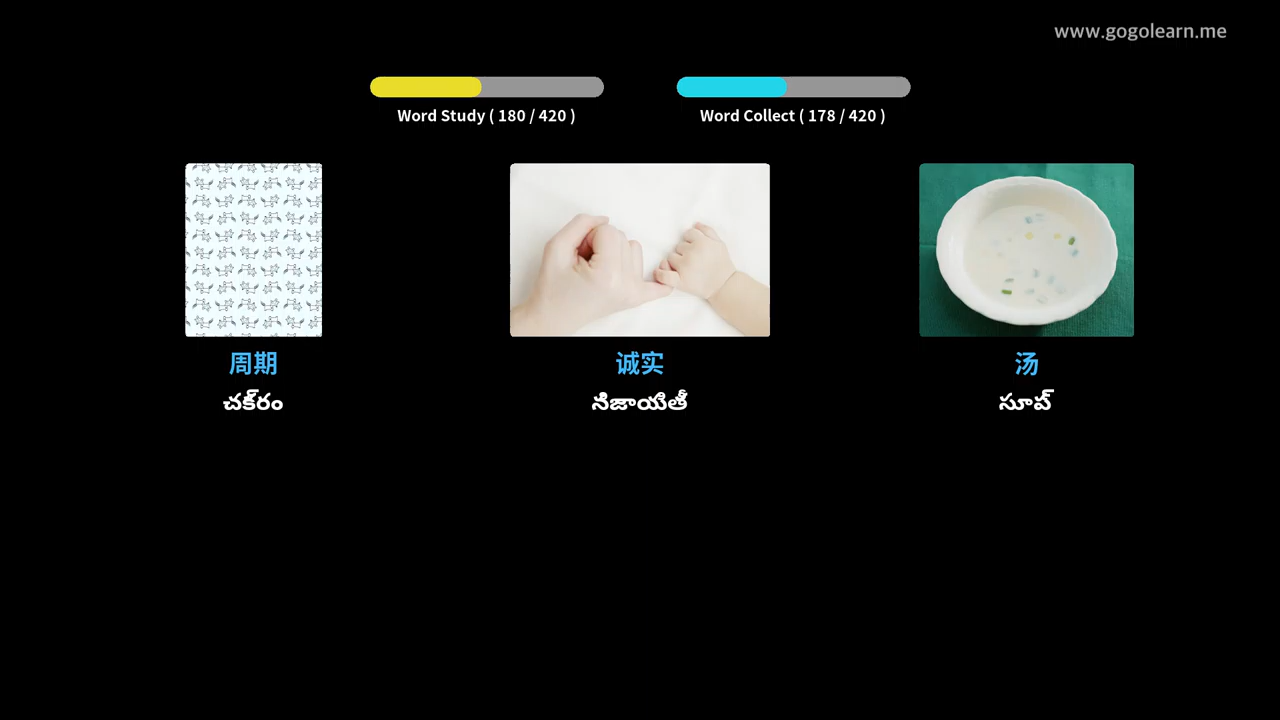 www.gogolearn.me
Word Study ( 180 / 420 )
Word Collect ( 178 / 420 )
周期
诚实
汤
చక్రం
నిజాయితీ
సూప్